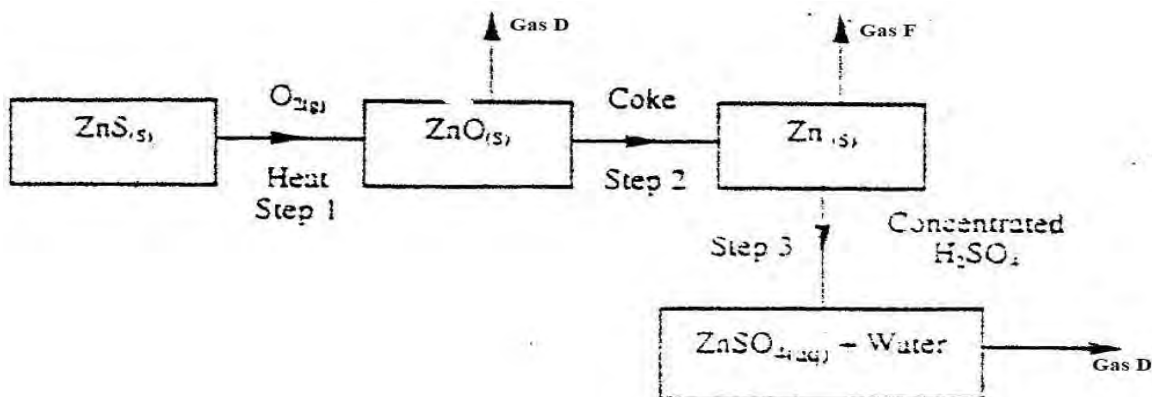 Gas D
Gas F
O₂(g)
Coke
ZnS(s)
ZnO(s)
Zn (s)
Heat
Step 1
Step 2
Step 3
Concentrated
H₂SO₄
ZnSO₄(aq) + Water
Gas D